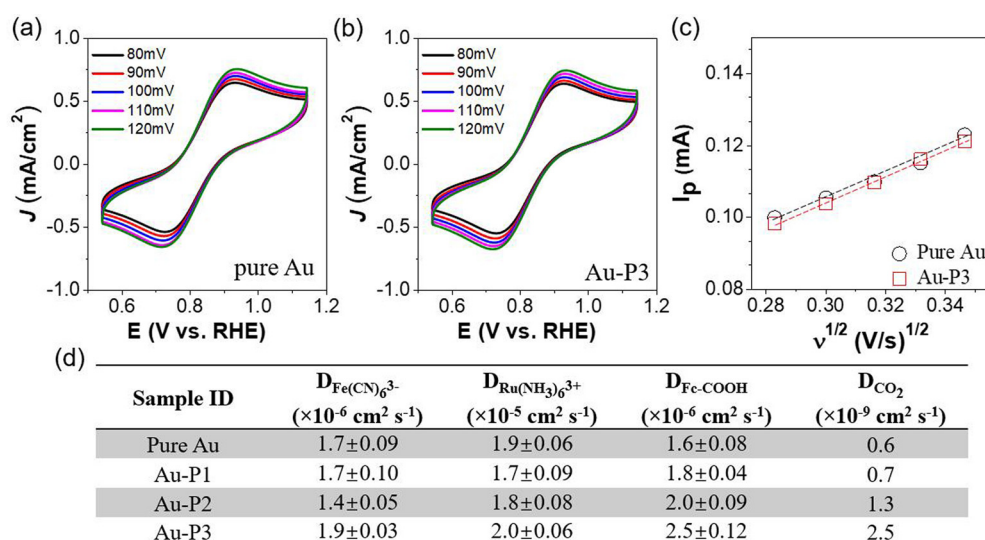 (a)
1.0
0.5
0.0
-0.5
-1.0
J (mA/cm²)
80mV
90mV
100mV
110mV
120mV
pure Au
0.6 0.8 1.0 1.2
E (V vs. RHE)
(b)
1.0
0.5
0.0
-0.5
-1.0
J (mA/cm²)
80mV
90mV
100mV
110mV
120mV
Au-P3
0.6 0.8 1.0 1.2
E (V vs. RHE)
(c)
0.14
0.12
0.10
0.08
Ip (mA)
Pure Au
Au-P3
0.28 0.30 0.32 0.34
ν1/2 (V/s)1/2
(d)
Sample ID D Fe(CN)₆³⁻ D Ru(NH₃)₆³⁺ D Fc-COOH D CO₂
(×10⁻⁶ cm² s⁻¹) (×10⁻⁵ cm² s⁻¹) (×10⁻⁶ cm² s⁻¹) (×10⁻⁹ cm² s⁻¹)
Pure Au 1.7±0.09 1.9±0.06 1.6±0.08 0.6
Au-P1 1.7±0.10 1.7±0.09 1.8±0.04 0.7
Au-P2 1.4±0.05 1.8±0.08 2.0±0.09 1.3
Au-P3 1.9±0.03 2.0±0.06 2.5±0.12 2.5